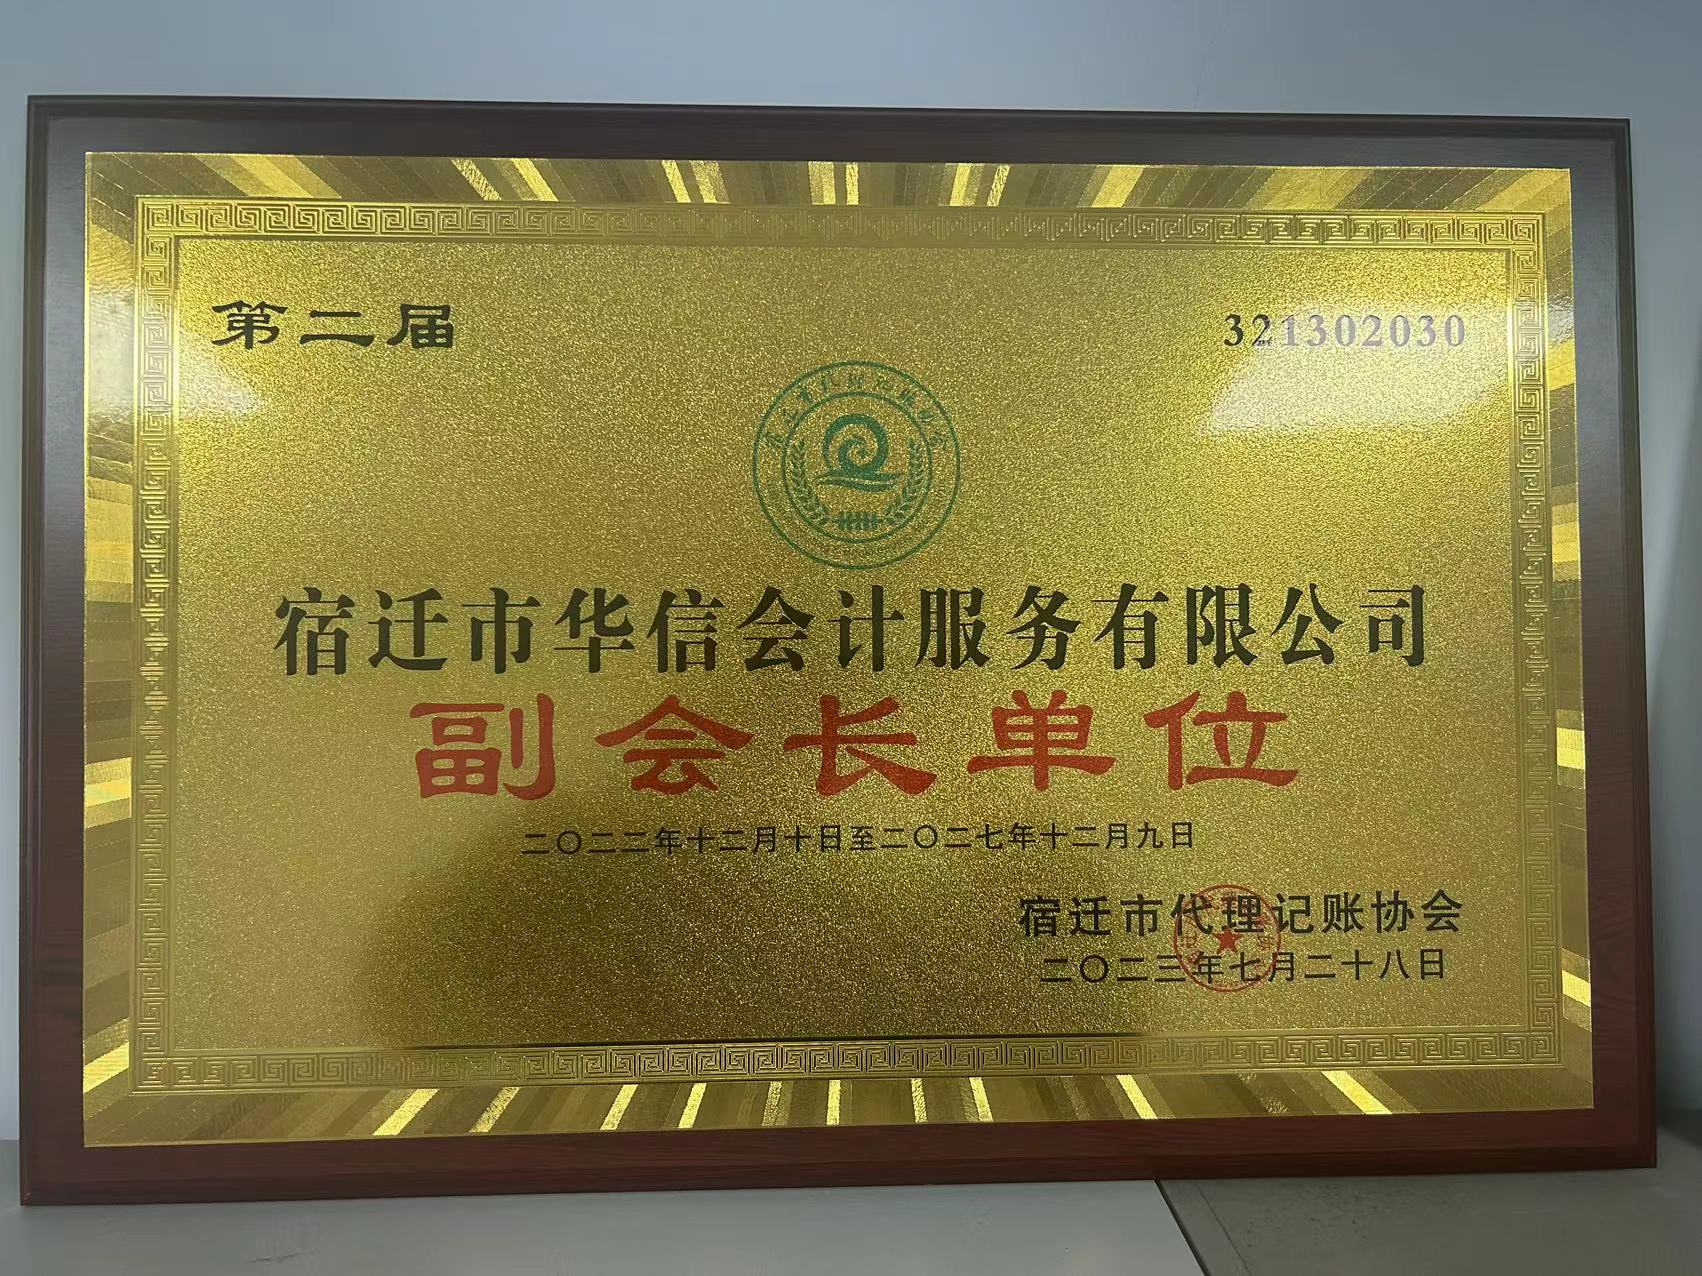 第二届
321302030
宿迁市华信会计服务有限公司
副会长单位
二〇二二年十二月十日至二〇二七年十二月九日
宿迁市代理记账协会
二〇二三年七月二十八日